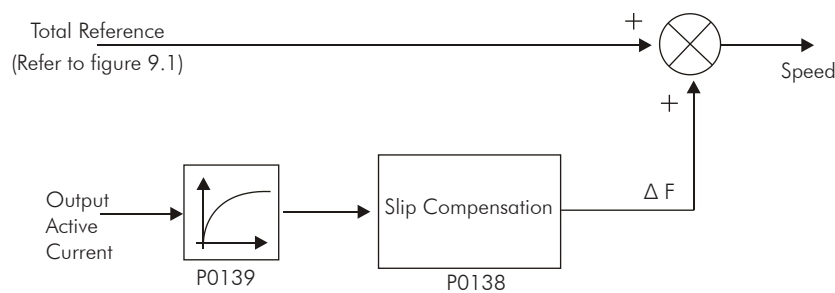 Total Reference
(Refer to figure 9.1)
+
Speed
+
Output
Active
Current
P0139
Slip Compensation
P0138
Δ F